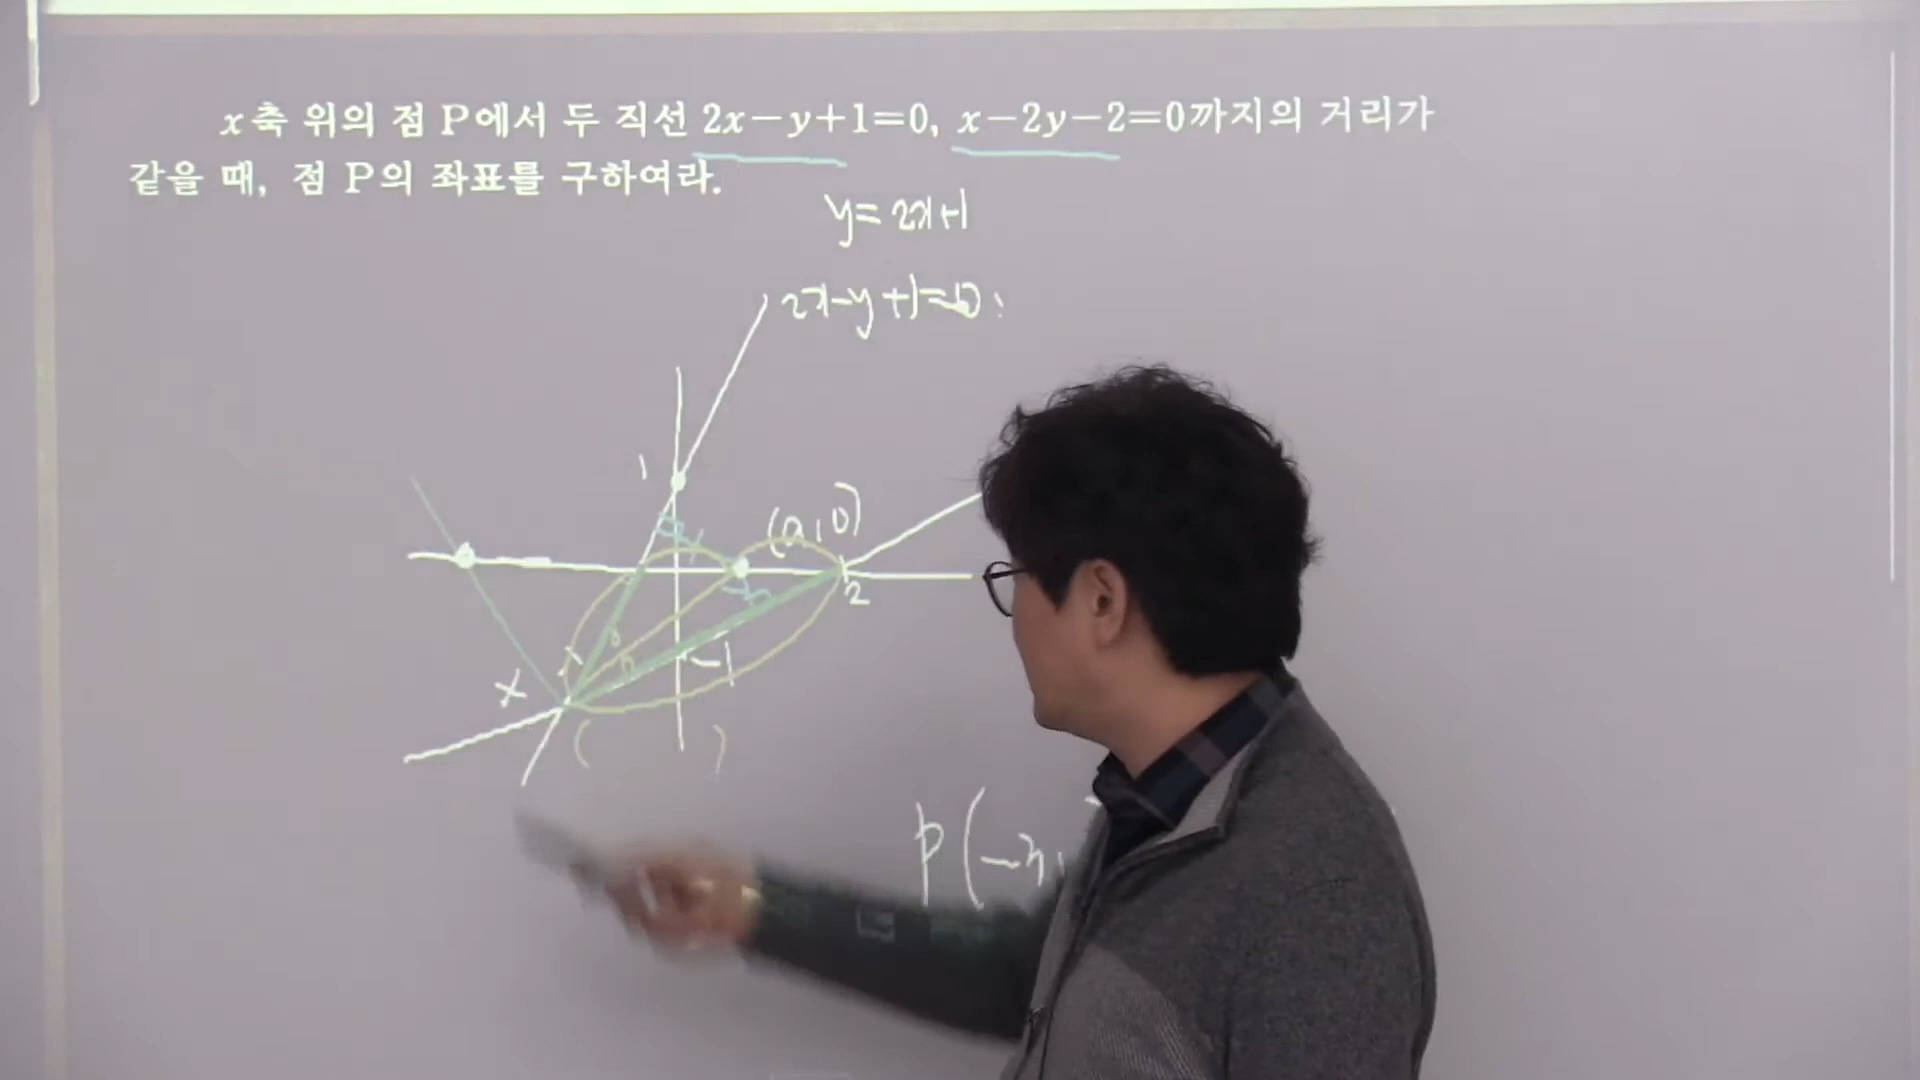 x축 위의 점 P에서 두 직선 2x−y+1=0, x−2y−2=0까지의 거리가
같을 때, 점 P의 좌표를 구하여라.
y=2x+1
2x-y+1=0
1
(a,0)
2
-1
x
( )
P(-3,